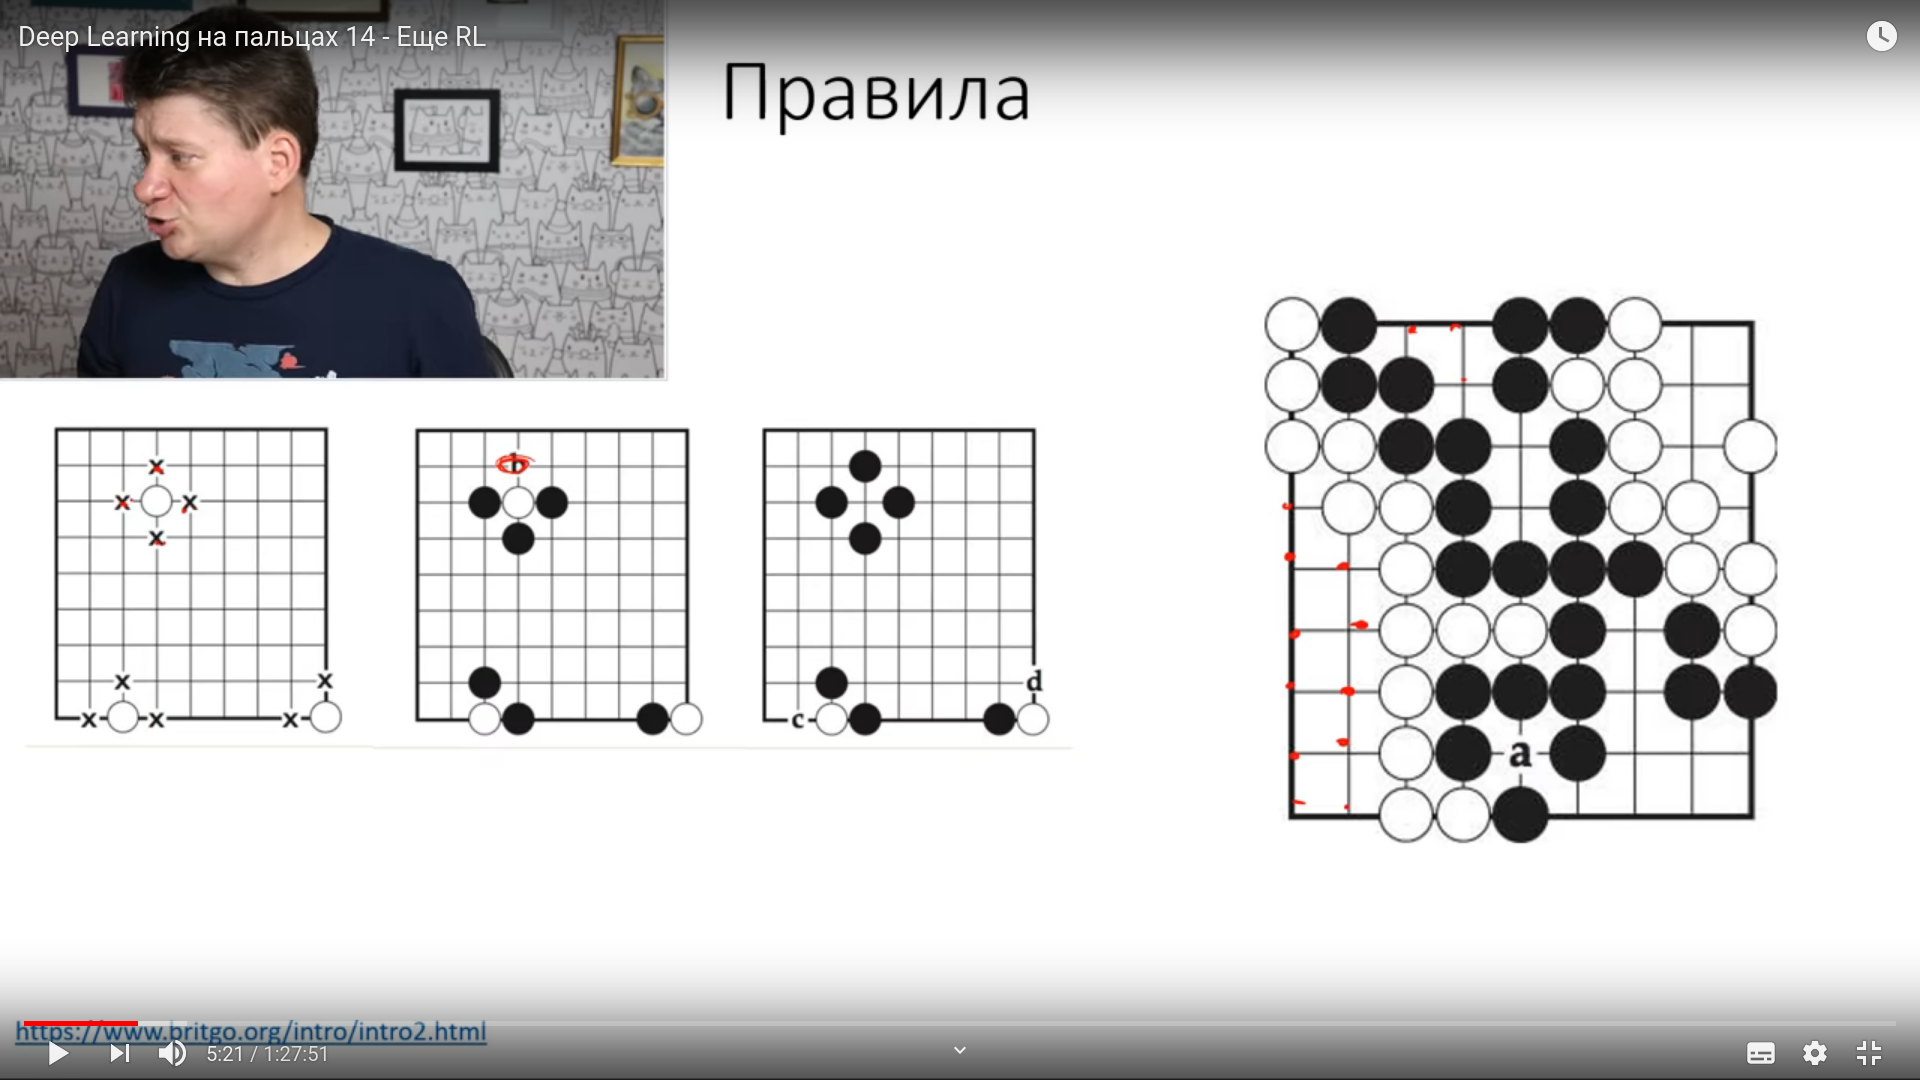 Deep Learning на пальцах 14 - Еще RL
Правила
x
x x
x
x x
x x x
c
d
a
https://www.britgo.org/intro/intro2.html
5:21 / 1:27:51